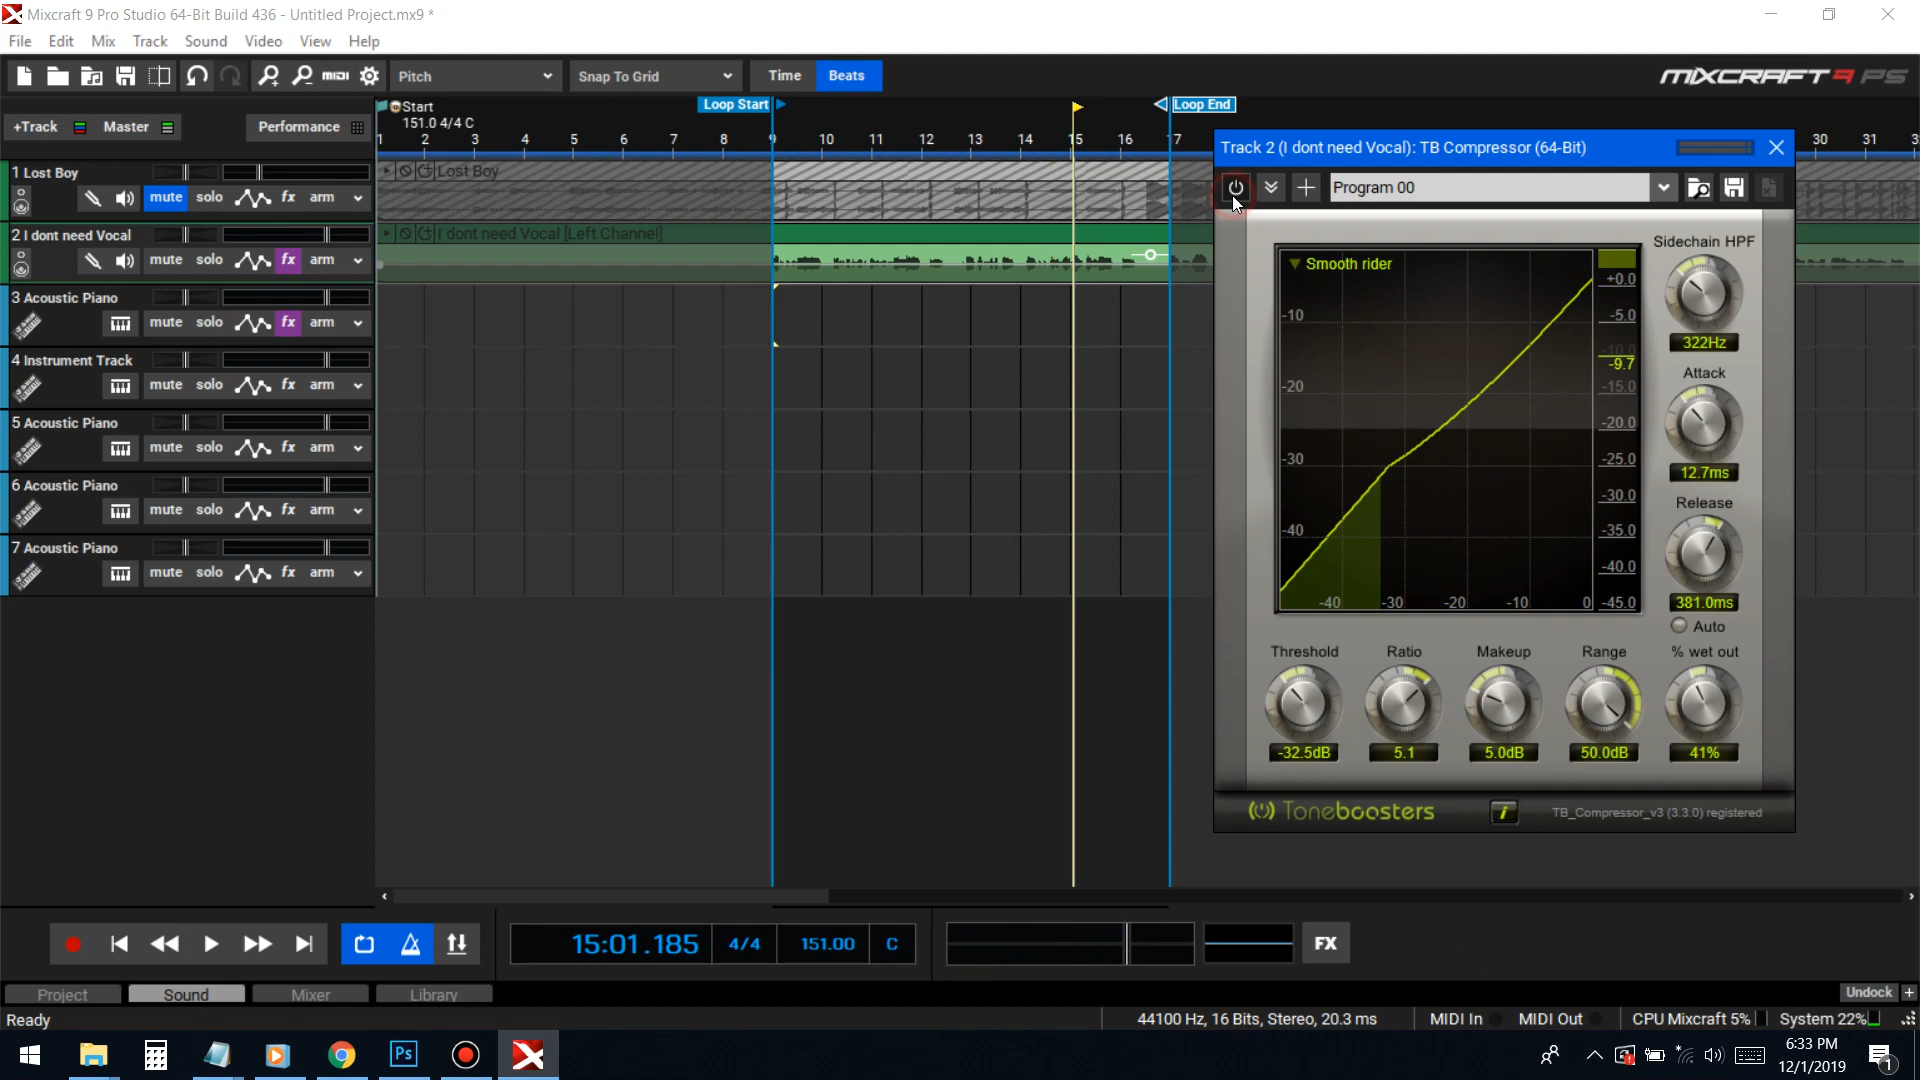 Mixcraft 9 Pro Studio 64-Bit Build 436 - Untitled Project.mx9 *
File Edit Mix Track Sound Video View Help
MIDI Pitch Snap To Grid Time Beats MIXCRAFT 9 PS
+Track Master Performance
Start
151.0 4/4 C
Loop Start Loop End
1 2 3 4 5 6 7 8 9 10 11 12 13 14 15 16 17 30 31
1 Lost Boy
mute solo fx arm
Lost Boy
2 I dont need Vocal
mute solo fx arm
I dont need Vocal [Left Channel]
3 Acoustic Piano
mute solo fx arm
4 Instrument Track
mute solo fx arm
5 Acoustic Piano
mute solo fx arm
6 Acoustic Piano
mute solo fx arm
7 Acoustic Piano
mute solo fx arm
Track 2 (I dont need Vocal): TB Compressor (64-Bit)
Program 00
Smooth rider
-10
-20
-30
-40
-40 -30 -20 -10 0
+0.0
-5.0
-10.0
-9.7
-15.0
-20.0
-25.0
-30.0
-35.0
-40.0
-45.0
Sidechain HPF
322Hz
Attack
12.7ms
Release
381.0ms
Auto
Threshold Ratio Makeup Range % wet out
-32.5dB 5.1 5.0dB 50.0dB 41%
Toneboosters i TB_Compressor_v3 (3.3.0) registered
15:01.185 4/4 151.00 C FX
Project Sound Mixer Library Undock +
Ready 44100 Hz, 16 Bits, Stereo, 20.3 ms MIDI In MIDI Out CPU Mixcraft 5% System 22%
Ps
6:33 PM
12/1/2019
1